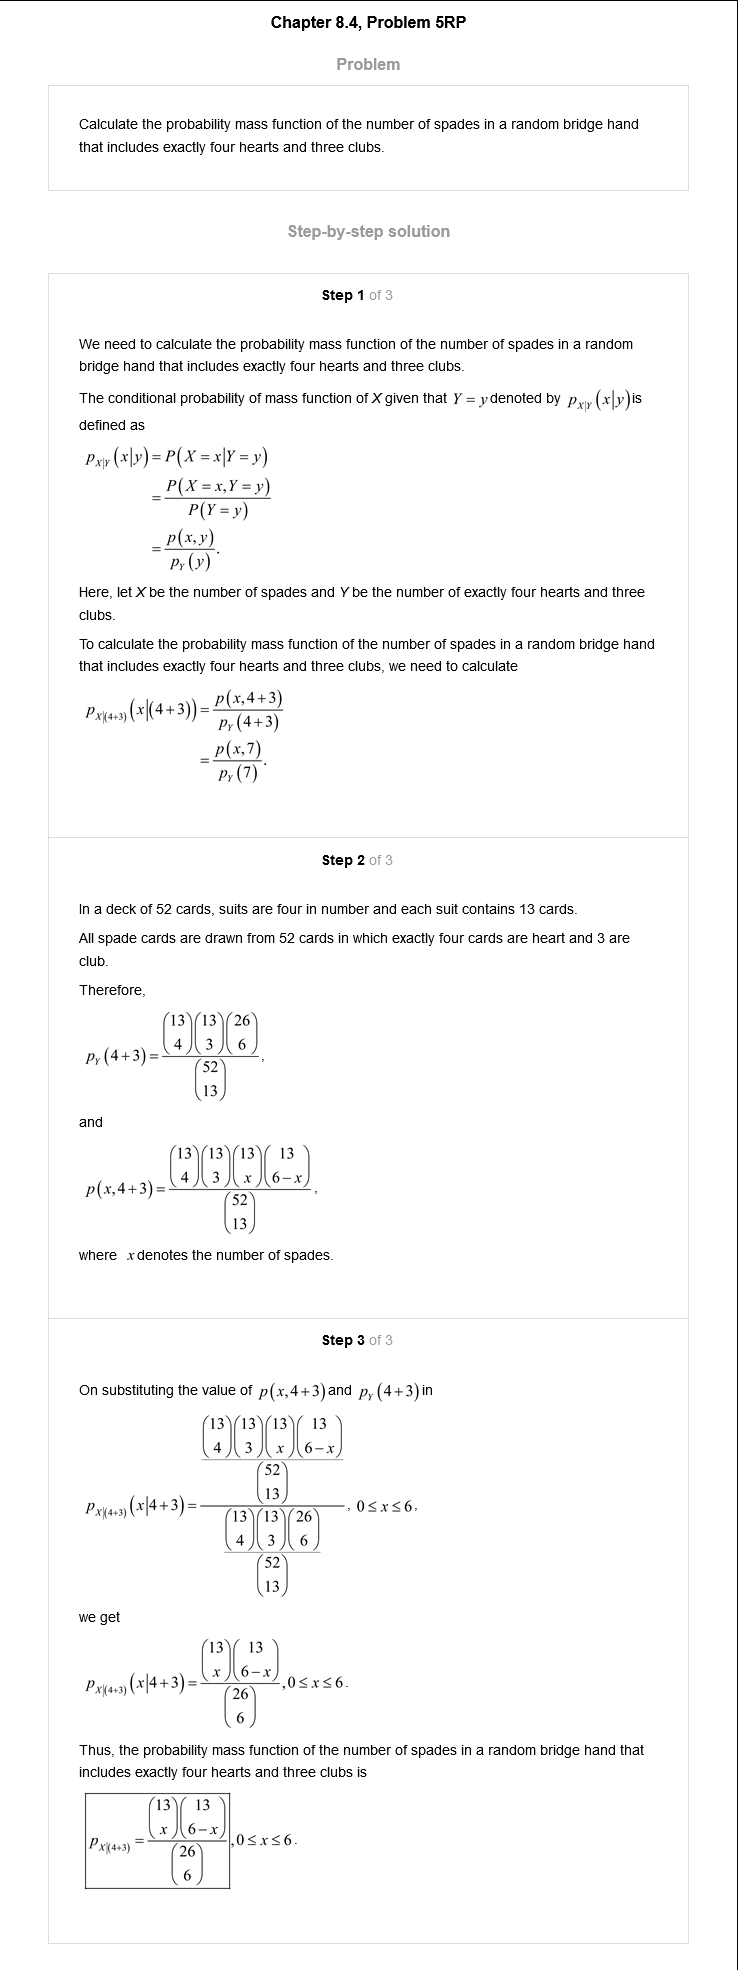 Chapter 8.4, Problem 5RP
Problem
Calculate the probability mass function of the number of spades in a random bridge hand
that includes exactly four hearts and three clubs.
Step-by-step solution
Step 1 of 3
We need to calculate the probability mass function of the number of spades in a random
bridge hand that includes exactly four hearts and three clubs.
The conditional probability of mass function of X given that Y = y denoted by p_{X|Y}(x|y) is
defined as
p_{X|Y}(x|y) = P(X = x|Y = y)
= \frac{P(X = x, Y = y)}{P(Y = y)}
= \frac{p(x, y)}{p_Y(y)}.
Here, let X be the number of spades and Y be the number of exactly four hearts and three
clubs.
To calculate the probability mass function of the number of spades in a random bridge hand
that includes exactly four hearts and three clubs, we need to calculate
p_{X|(4+3)}(x|(4+3)) = \frac{p(x, 4+3)}{p_Y(4+3)}
= \frac{p(x, 7)}{p_Y(7)}.
Step 2 of 3
In a deck of 52 cards, suits are four in number and each suit contains 13 cards.
All spade cards are drawn from 52 cards in which exactly four cards are heart and 3 are
club.
Therefore,
p_Y(4+3) = \frac{\binom{13}{4}\binom{13}{3}\binom{26}{6}}{\binom{52}{13}},
and
p(x, 4+3) = \frac{\binom{13}{4}\binom{13}{3}\binom{13}{x}\binom{13}{6-x}}{\binom{52}{13}},
where x denotes the number of spades.
Step 3 of 3
On substituting the value of p(x, 4+3) and p_Y(4+3) in
p_{X|(4+3)}(x|4+3) = \frac{\frac{\binom{13}{4}\binom{13}{3}\binom{13}{x}\binom{13}{6-x}}{\binom{52}{13}}}{\frac{\binom{13}{4}\binom{13}{3}\binom{26}{6}}{\binom{52}{13}}}, 0 ≤ x ≤ 6,
we get
p_{X|(4+3)}(x|4+3) = \frac{\binom{13}{x}\binom{13}{6-x}}{\binom{26}{6}}, 0 ≤ x ≤ 6.
Thus, the probability mass function of the number of spades in a random bridge hand that
includes exactly four hearts and three clubs is
p_{X|(4+3)} = \frac{\binom{13}{x}\binom{13}{6-x}}{\binom{26}{6}}, 0 ≤ x ≤ 6.